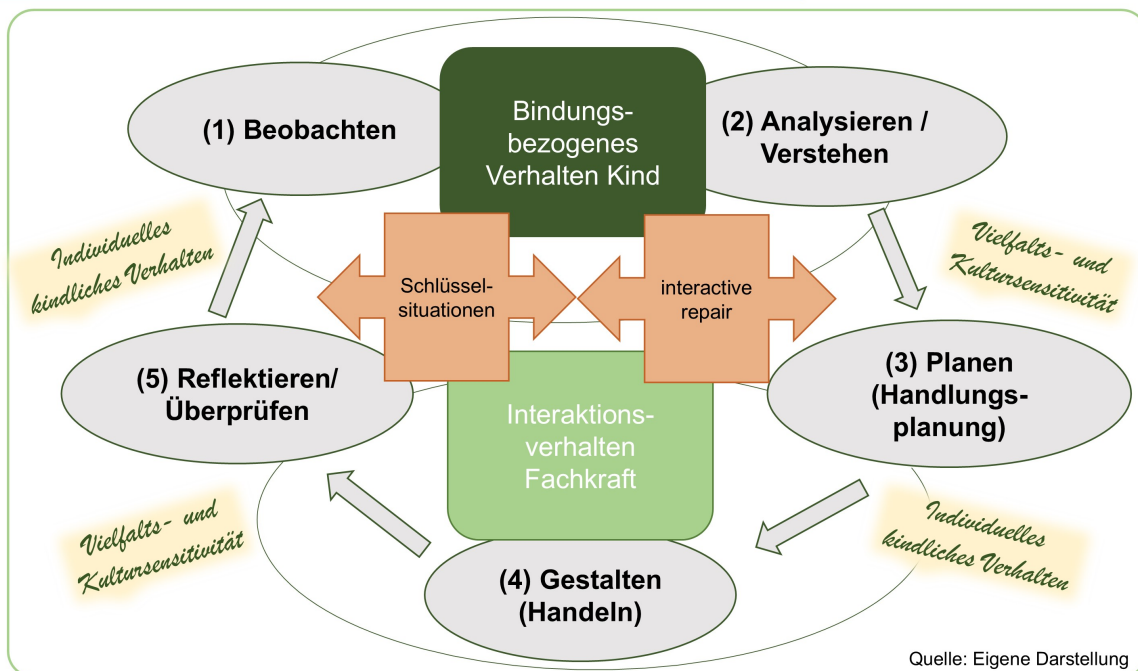 (1) Beobachten
Bindungs-
bezogenes
Verhalten Kind
(2) Analysieren /
Verstehen
Individuelles
kindliches Verhalten
Schlüssel-
situationen
interactive
repair
Vielfalts- und
Kultursensitivität
(5) Reflektieren/
Überprüfen
Interaktions-
verhalten
Fachkraft
(3) Planen
(Handlungs-
planung)
Vielfalts- und
Kultursensitivität
(4) Gestalten
(Handeln)
Individuelles
kindliches Verhalten
Quelle: Eigene Darstellung